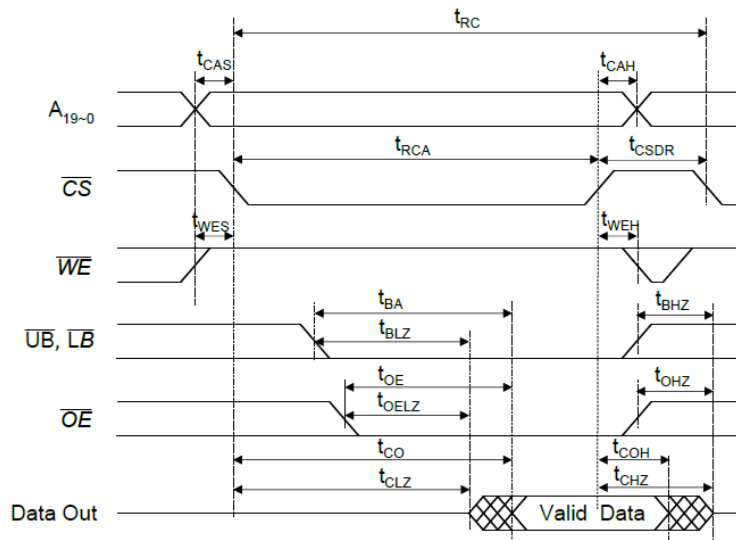 tRC
tCAS tCAH
A19~0
tRCA tCSDR
CS
tWES tWEH
WE
tBA tBHZ
UB, LB tBLZ
tOE tOHZ
OE tOELZ
tCO tCOH
tCLZ tCHZ
Data Out Valid Data